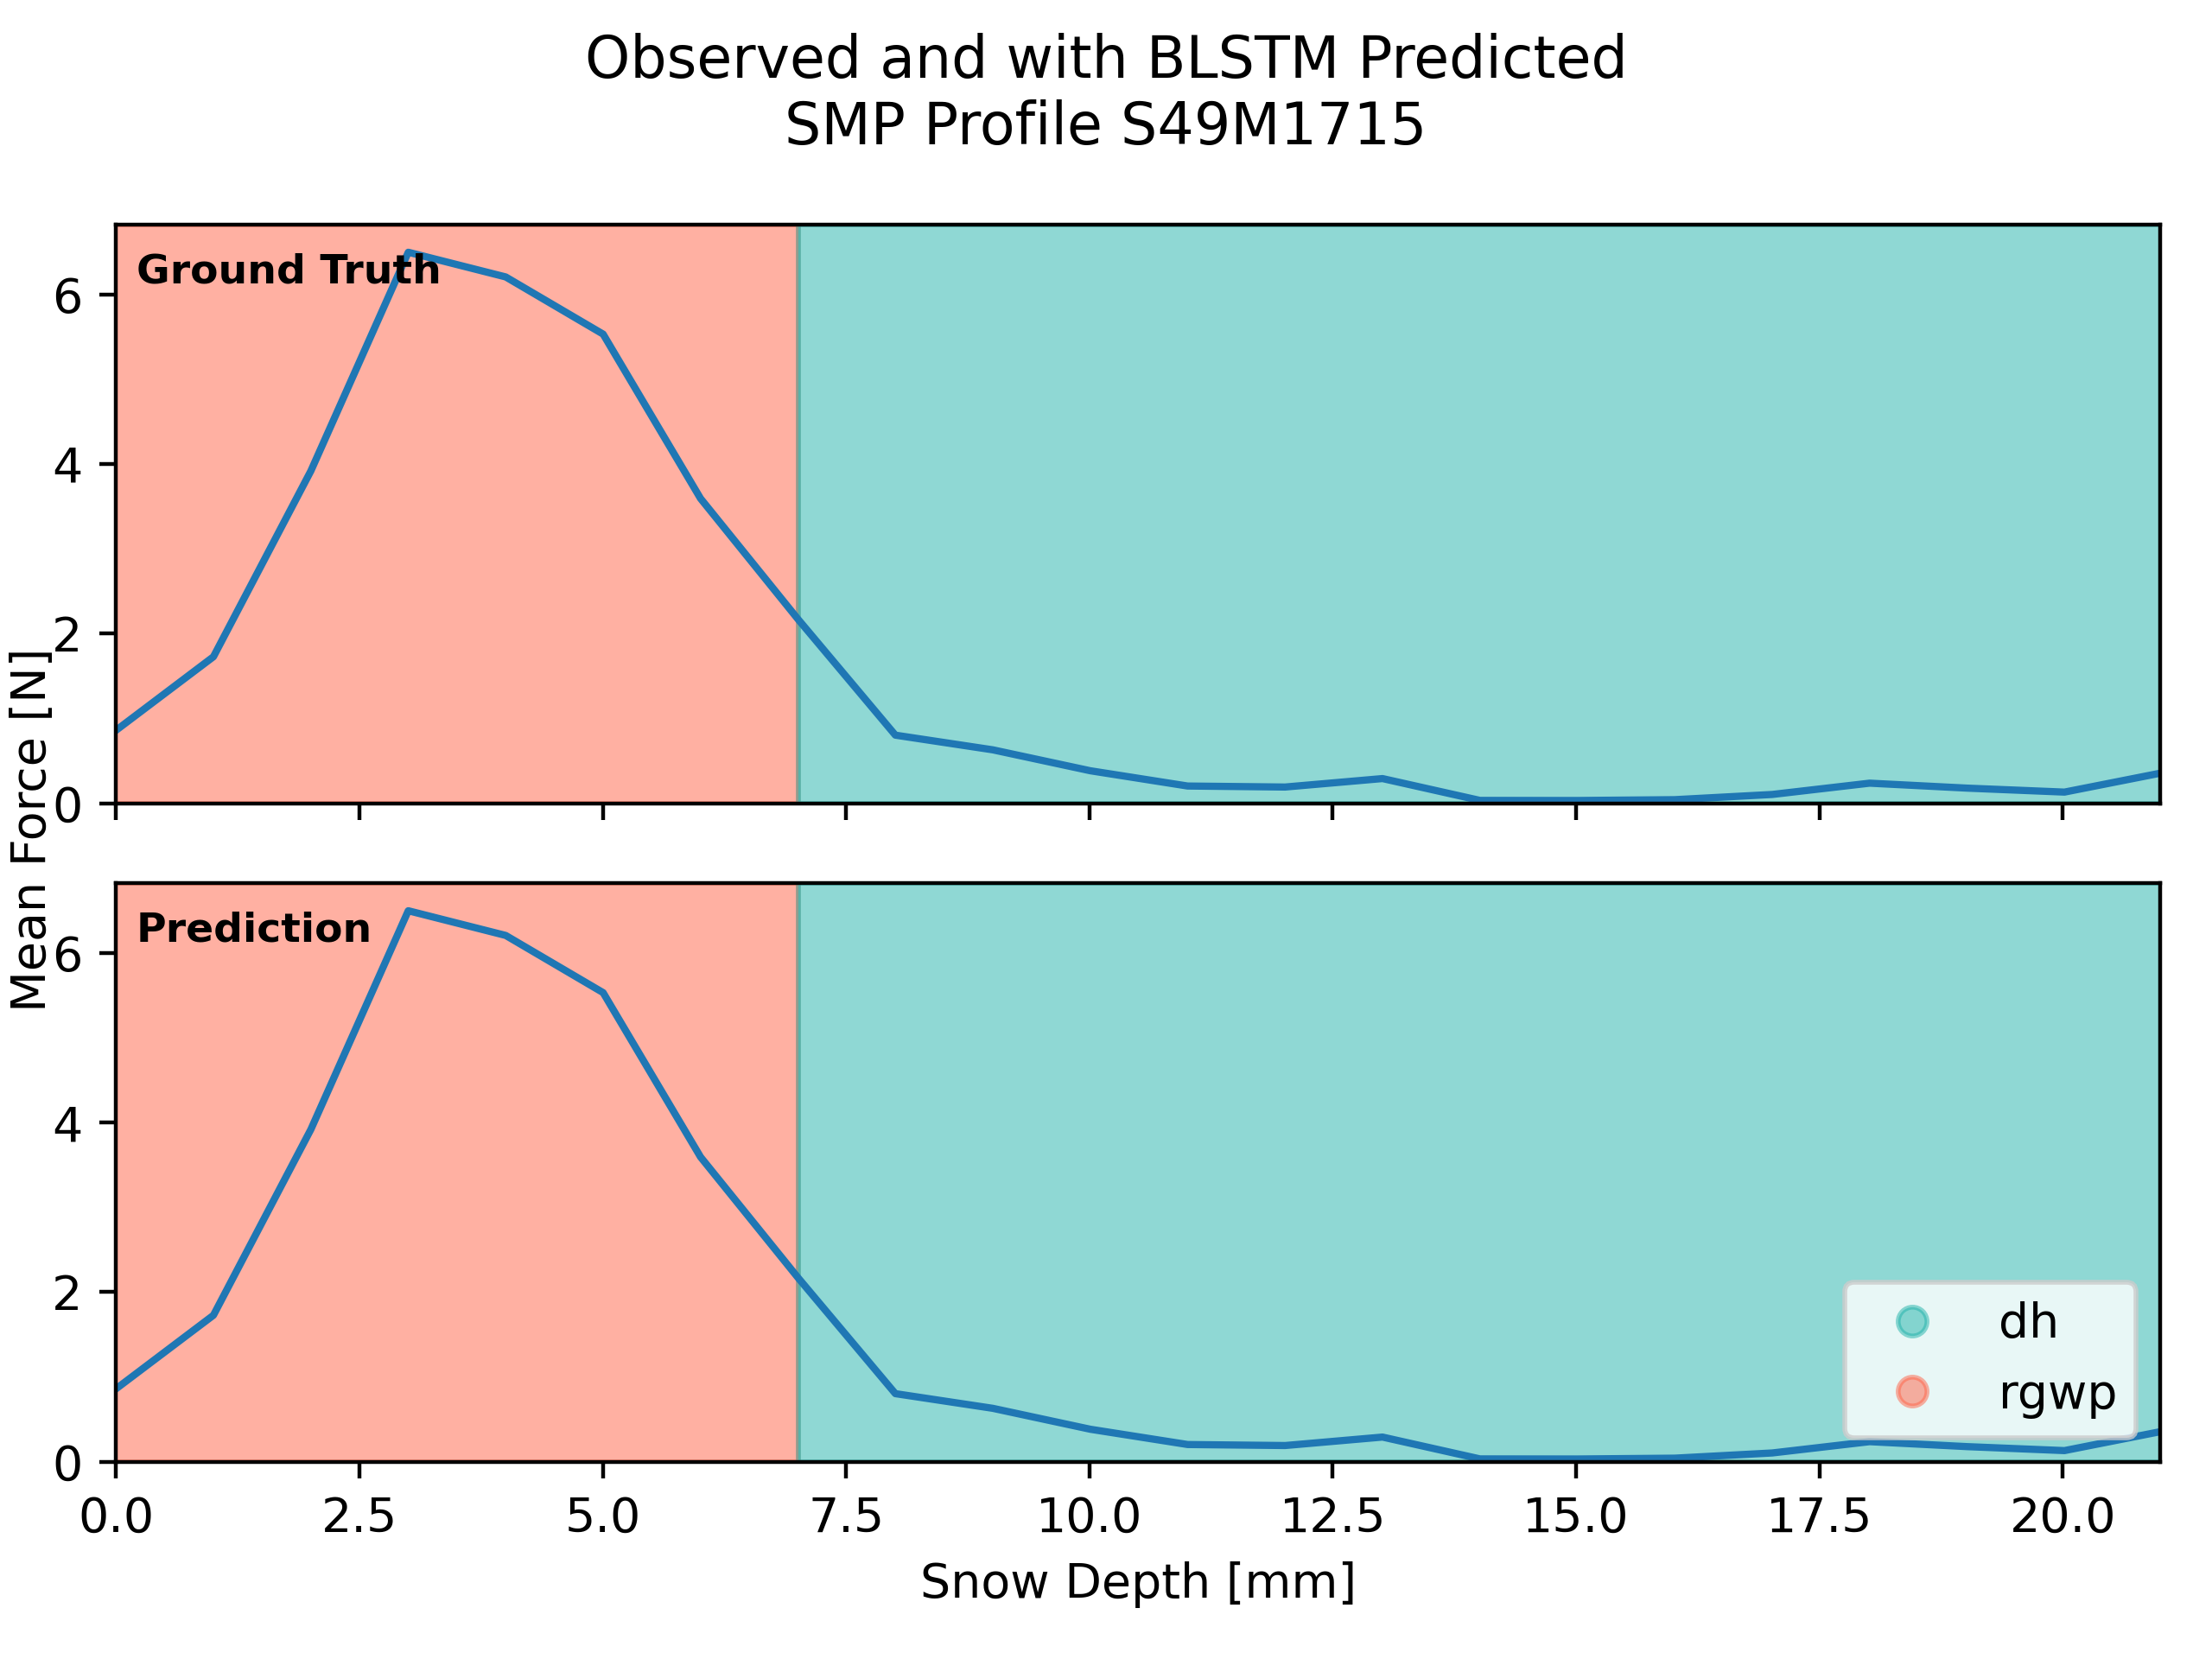 Observed and with BLSTM Predicted
SMP Profile S49M1715
Mean Force [N]
Ground Truth
6
4
2
0
Prediction
6
4
2
0
dh
rgwp
0.0 2.5 5.0 7.5 10.0 12.5 15.0 17.5 20.0
Snow Depth [mm]